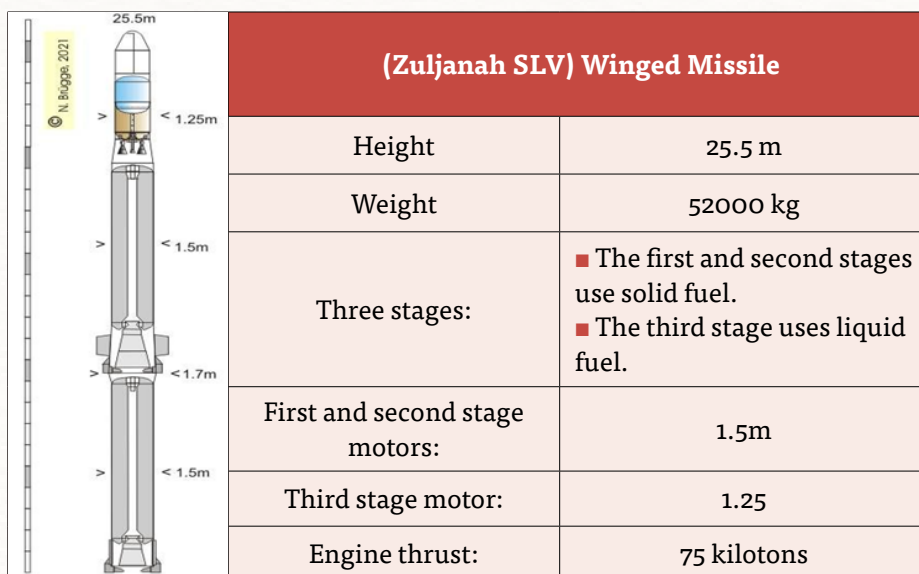 25.5m
© N. Brügge, 2021
> < 1.25m
> < 1.5m
> < 1.7m
> < 1.5m
(Zuljanah SLV) Winged Missile
Height 25.5 m
Weight 52000 kg
Three stages:
■ The first and second stages
use solid fuel.
■ The third stage uses liquid
fuel.
First and second stage
motors:
1.5m
Third stage motor: 1.25
Engine thrust: 75 kilotons